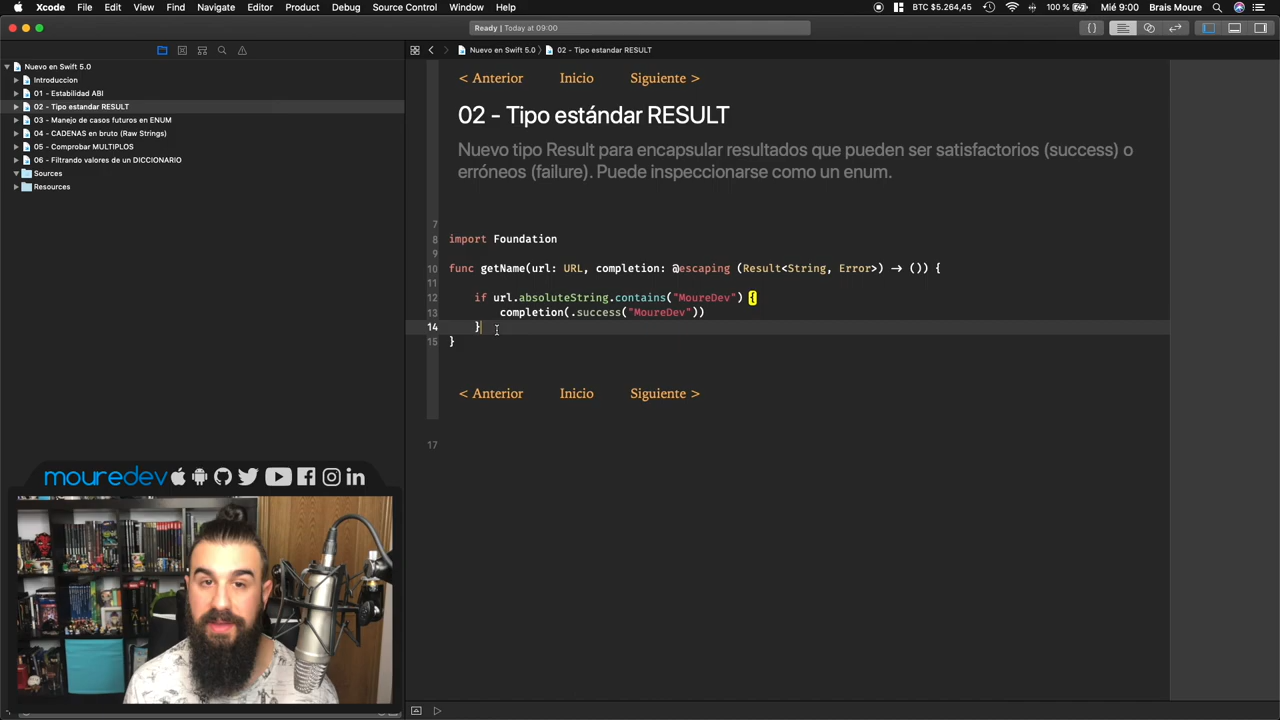 Xcode File Edit View Find Navigate Editor Product Debug Source Control Window Help BTC $5.264,45 100 % Mié 9:00 Brais Moure
Ready | Today at 09:00
Nuevo en Swift 5.0 02 - Tipo estandar RESULT
Nuevo en Swift 5.0
Introduccion
01 - Estabilidad ABI
02 - Tipo estandar RESULT
03 - Manejo de casos futuros en ENUM
04 - CADENAS en bruto (Raw Strings)
05 - Comprobar MULTIPLOS
06 - Filtrando valores de un DICCIONARIO
Sources
Resources
< Anterior Inicio Siguiente >
02 - Tipo estándar RESULT
Nuevo tipo Result para encapsular resultados que pueden ser satisfactorios (success) o
erróneos (failure). Puede inspeccionarse como un enum.
7
8 import Foundation
9
10 func getName(url: URL, completion: @escaping (Result<String, Error>) -> ()) {
11
12 if url.absoluteString.contains("MoureDev") {
13 completion(.success("MoureDev"))
14 }
15 }
< Anterior Inicio Siguiente >
17
mouredev